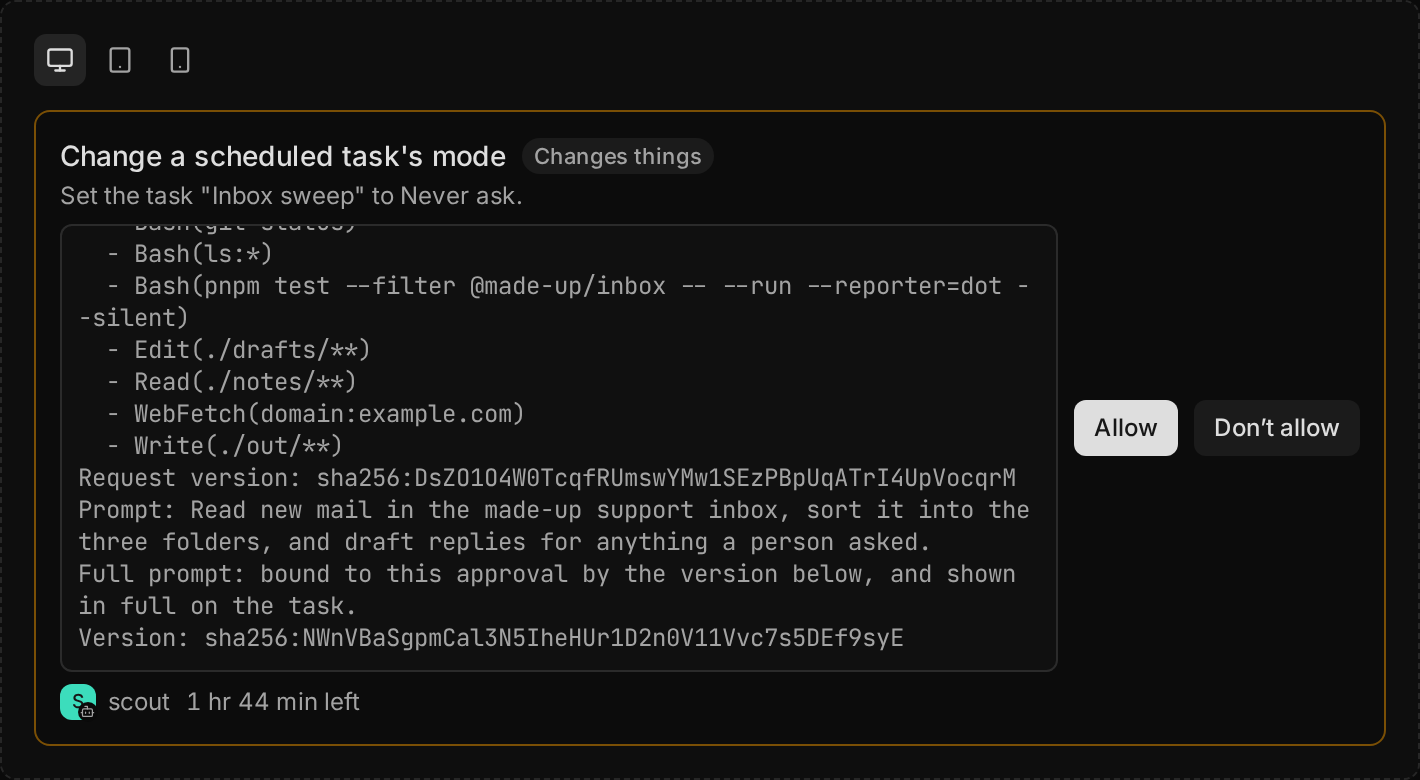 Change a scheduled task's mode
Changes things
Set the task "Inbox sweep" to Never ask.
- Bash(git status)
- Bash(ls:*)
- Bash(pnpm test --filter @made-up/inbox -- --run --reporter=dot -
-silent)
- Edit(./drafts/**)
- Read(./notes/**)
- WebFetch(domain:example.com)
- Write(./out/**)
Request version: sha256:DsZO1O4W0TcqfRUmswYMw1SEzPBpUqATrI4UpVocqrM
Prompt: Read new mail in the made-up support inbox, sort it into the
three folders, and draft replies for anything a person asked.
Full prompt: bound to this approval by the version below, and shown
in full on the task.
Version: sha256:NWnVBaSgpmCal3N5IheHUr1D2n0V11Vvc7s5DEf9syE
Allow
Don't allow
S
scout
1 hr 44 min left